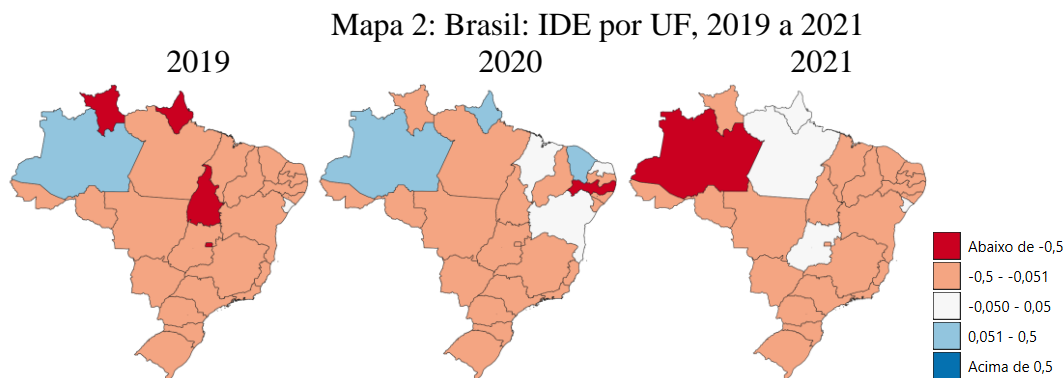 Mapa 2: Brasil: IDE por UF, 2019 a 2021
2019 2020 2021
Abaixo de -0,5
-0,5 - -0,051
-0,050 - 0,05
0,051 - 0,5
Acima de 0,5